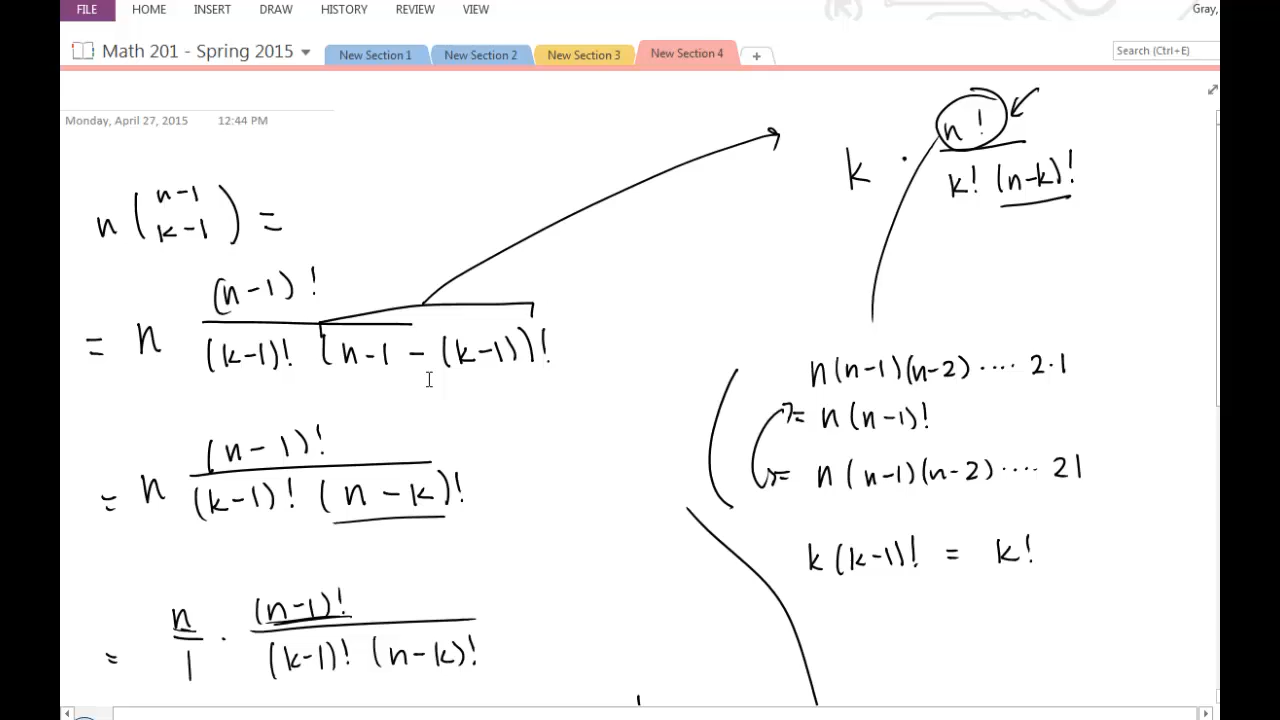 FILE HOME INSERT DRAW HISTORY REVIEW VIEW Gray,
Math 201 - Spring 2015 New Section 1 New Section 2 New Section 3 New Section 4 Search (Ctrl+E)
Monday, April 27, 2015 12:44 PM
n (n-1 k-1) =
= n (n-1)! / (k-1)! (n-1-(k-1))!
= n (n-1)! / (k-1)! (n-k)!
= n/1 · (n-1)! / (k-1)! (n-k)!
k · n! / k! (n-k)!
n(n-1)(n-2)····2·1
= n(n-1)!
= n(n-1)(n-2)····21
k(k-1)! = k!